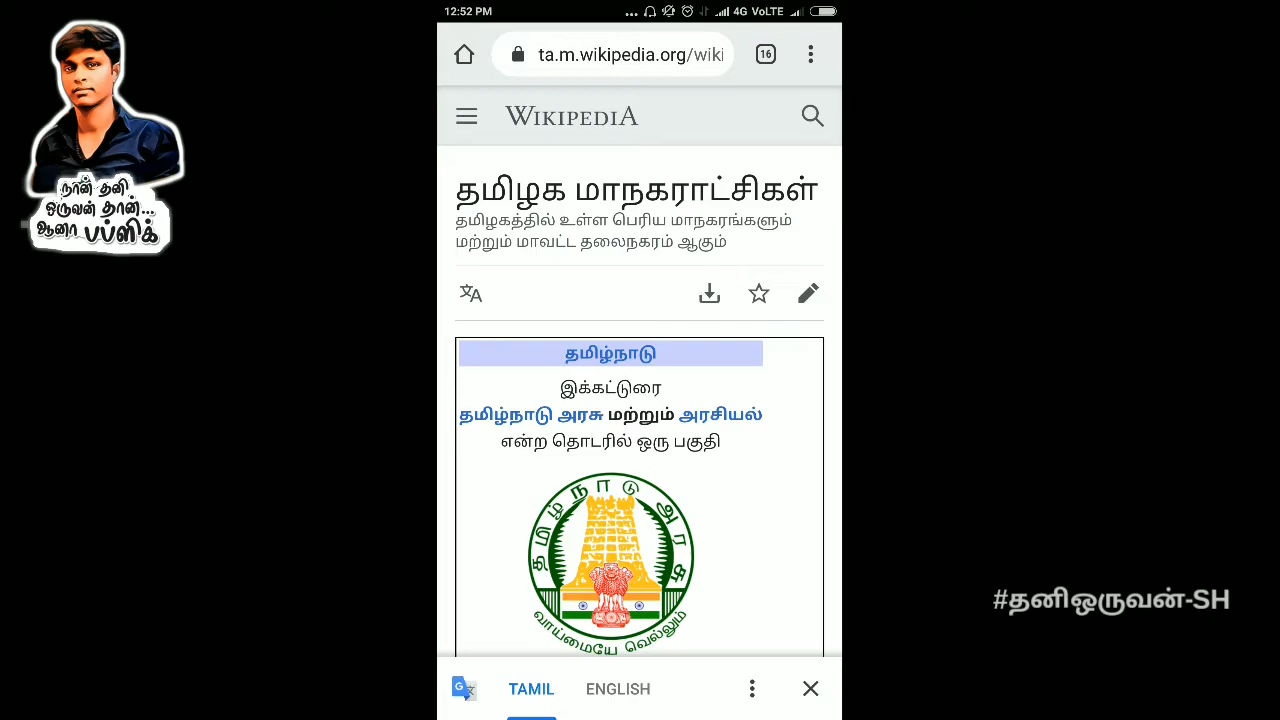 12:52 PM
... 4G VoLTE
ta.m.wikipedia.org/wiki
16
WIKIPEDIA
தமிழக மாநகராட்சிகள்
தமிழகத்தில் உள்ள பெரிய மாநகரங்களும்
மற்றும் மாவட்ட தலைநகரம் ஆகும்
தமிழ்நாடு
இக்கட்டுரை
தமிழ்நாடு அரசு மற்றும் அரசியல்
என்ற தொடரில் ஒரு பகுதி
தமிழ்நாடு அரசு
வாய்மையே வெல்லும்
TAMIL ENGLISH
நான் தனி
ஒருவன் தான்...
ஆனா பப்ளிக்
#தனிஒருவன்-SH